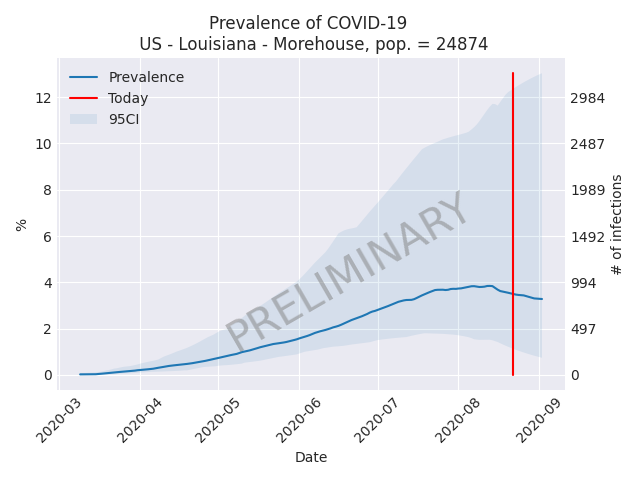 Prevalence of COVID-19
US - Louisiana - Morehouse, pop. = 24874
Prevalence
Today
95CI
12
10
8
6
4
2
0
%
2984
2487
1989
1492
994
497
0
# of infections
PRELIMINARY
2020-03
2020-04
2020-05
2020-06
2020-07
2020-08
2020-09
Date